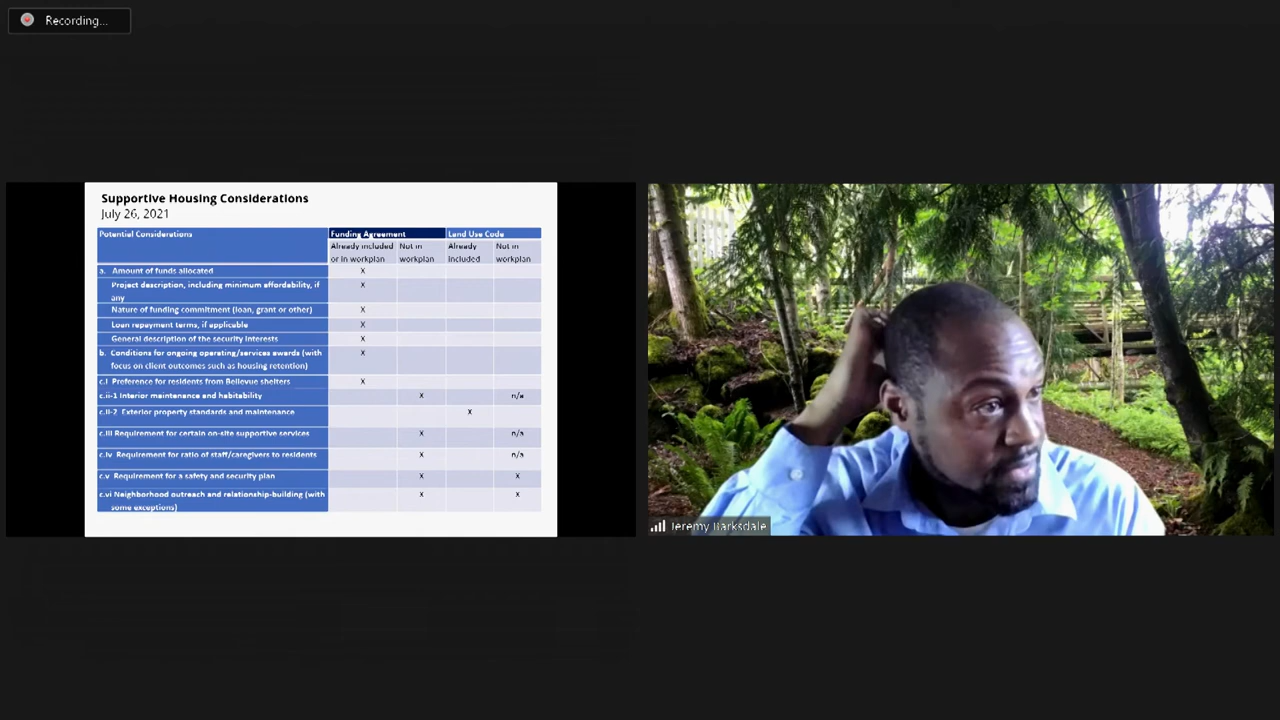 Recording...
Supportive Housing Considerations
July 26, 2021
Potential Considerations Funding Agreement Land Use Code
Already included Not in Already Not in
or in workplan workplan included workplan
a. Amount of funds allocated X
Project description, including minimum affordability, if X
any
Nature of funding commitment (loan, grant or other) X
Loan repayment terms, if applicable X
General description of the security interests X
b. Conditions for ongoing operating/services awards (with X
focus on client outcomes such as housing retention)
c.i Preference for residents from Bellevue shelters X
c.ii-1 Interior maintenance and habitability X n/a
c.ii-2 Exterior property standards and maintenance X
c.iii Requirement for certain on-site supportive services X n/a
c.iv Requirement for ratio of staff/caregivers to residents X n/a
c.v Requirement for a safety and security plan X X
c.vi Neighborhood outreach and relationship-building (with X X
some exceptions)
Jeremy Barksdale